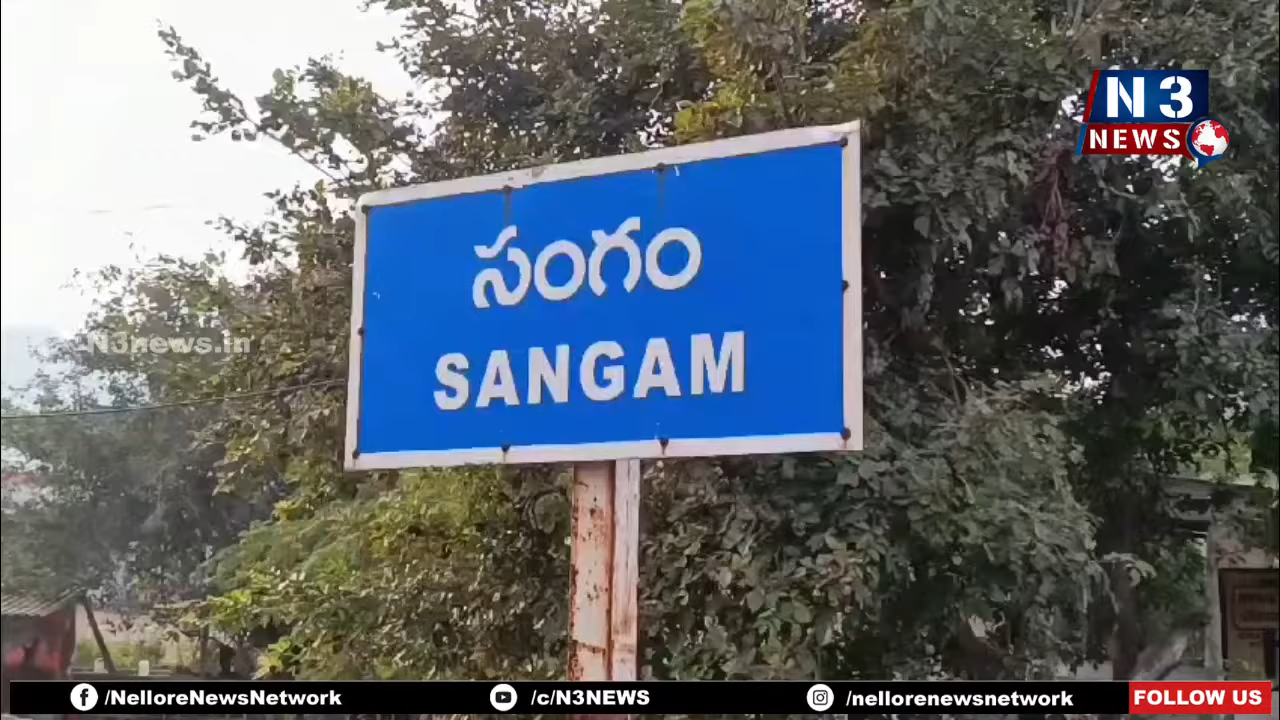 N3
NEWS
సంగం
SANGAM
N3news.in
/NelloreNewsNetwork /c/N3NEWS /nellorenewsnetwork FOLLOW US